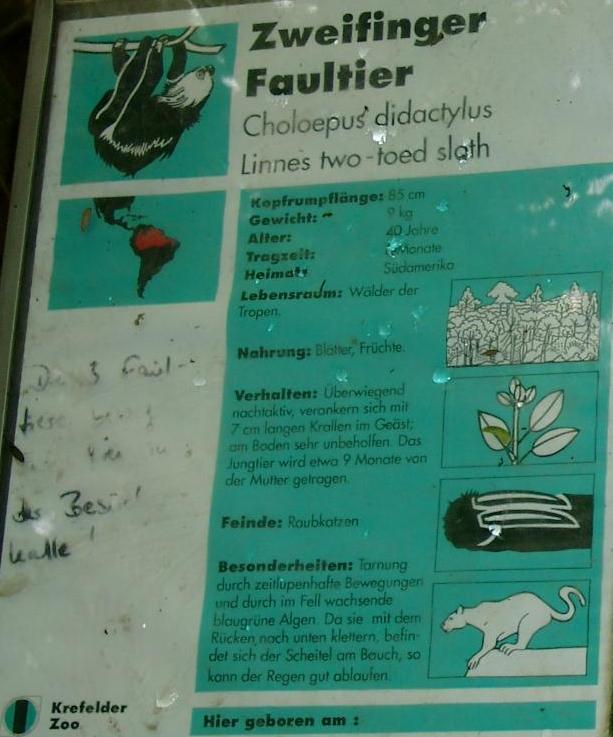 Zweifinger
Faultier
Choloepus didactylus
Linnes two-toed sloth
Kopfrumpflänge: 85 cm
Gewicht: 9 kg
Alter: 40 Jahre
Tragzeit: Monate
Heimat: Südamerika
Lebensraum: Wälder der
Tropen.
Nahrung: Blätter, Früchte.
Verhalten: Überwiegend
nachtaktiv, verankern sich mit
7 cm langen Krallen im Geäst;
am Boden sehr unbeholfen. Das
Jungtier wird etwa 9 Monate von
der Mutter getragen.
Feinde: Raubkatzen
Besonderheiten: Tarnung
durch zeitlupenhafte Bewegungen
und durch im Fell wachsende
blaugrüne Algen. Da sie mit dem
Rücken nach unten klettern, befin-
det sich der Scheitel am Bauch, so
kann der Regen gut ablaufen.
3 Faul-
Krefelder
Zoo
Hier geboren am :